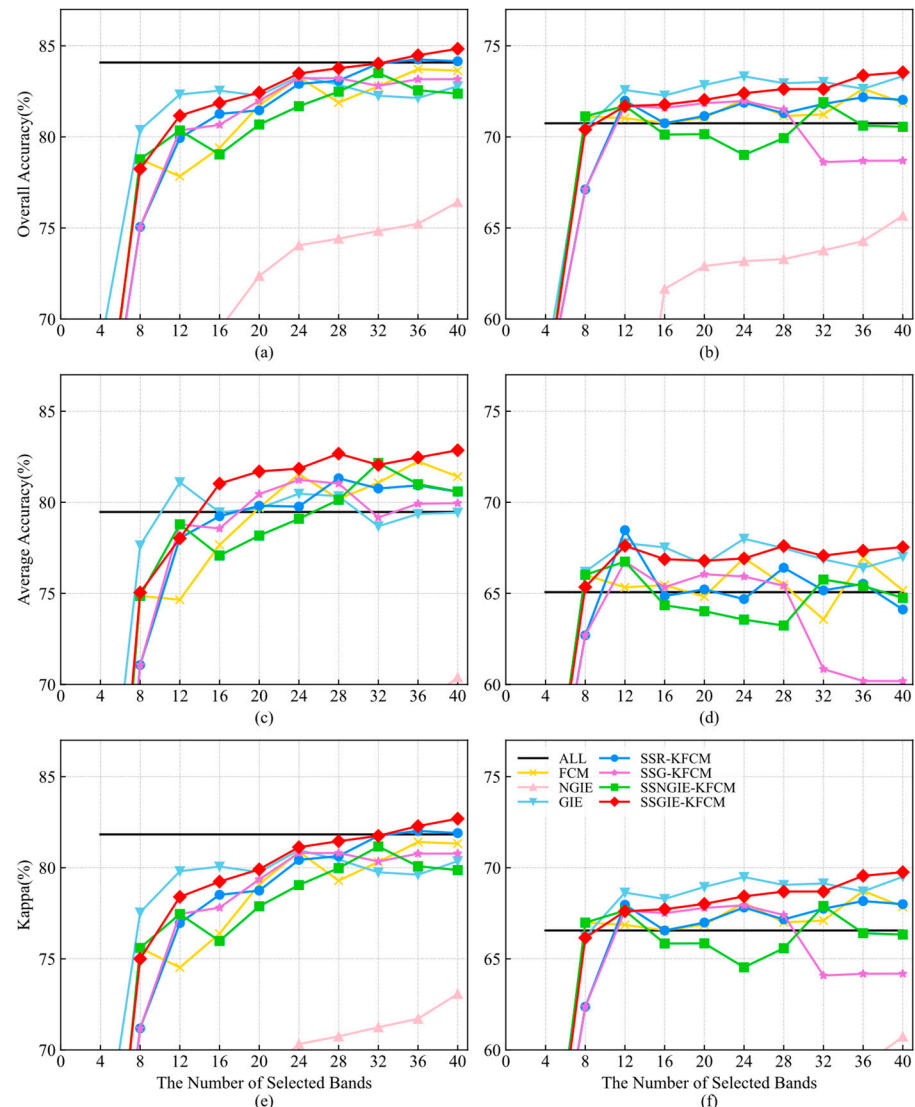 Overall Accuracy(%)
85
80
75
70
0 4 8 12 16 20 24 28 32 36 40
(a)
75
70
65
60
0 4 8 12 16 20 24 28 32 36 40
(b)
Average Accuracy(%)
85
80
75
70
0 4 8 12 16 20 24 28 32 36 40
(c)
75
70
65
60
0 4 8 12 16 20 24 28 32 36 40
(d)
Kappa(%)
85
80
75
70
0 4 8 12 16 20 24 28 32 36 40
The Number of Selected Bands
(e)
75
70
65
60
ALL SSR-KFCM
FCM SSG-KFCM
NGIE SSNGIE-KFCM
GIE SSGIE-KFCM
0 4 8 12 16 20 24 28 32 36 40
The Number of Selected Bands
(f)